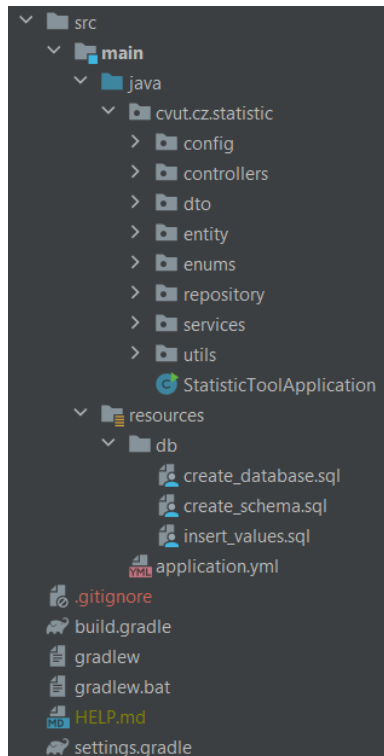 src
main
java
cvut.cz.statistic
config
controllers
dto
entity
enums
repository
services
utils
StatisticToolApplication
resources
db
create_database.sql
create_schema.sql
insert_values.sql
application.yml
.gitignore
build.gradle
gradlew
gradlew.bat
HELP.md
settings.gradle